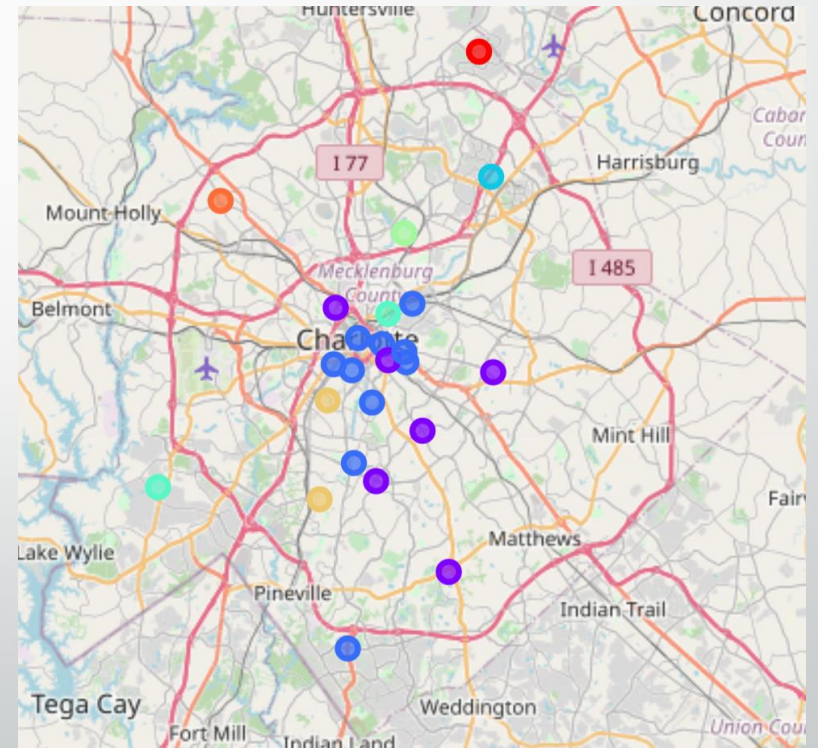 Huntersville
Concord
Cabar
Coun
I 77
Harrisburg
Mount Holly
I 485
Mecklenburg
County
Belmont
Charlotte
Mint Hill
Fair
Lake Wylie
Matthews
Pineville
Indian Trail
Tega Cay
Weddington
Fort Mill
Union Cou
Indian Land